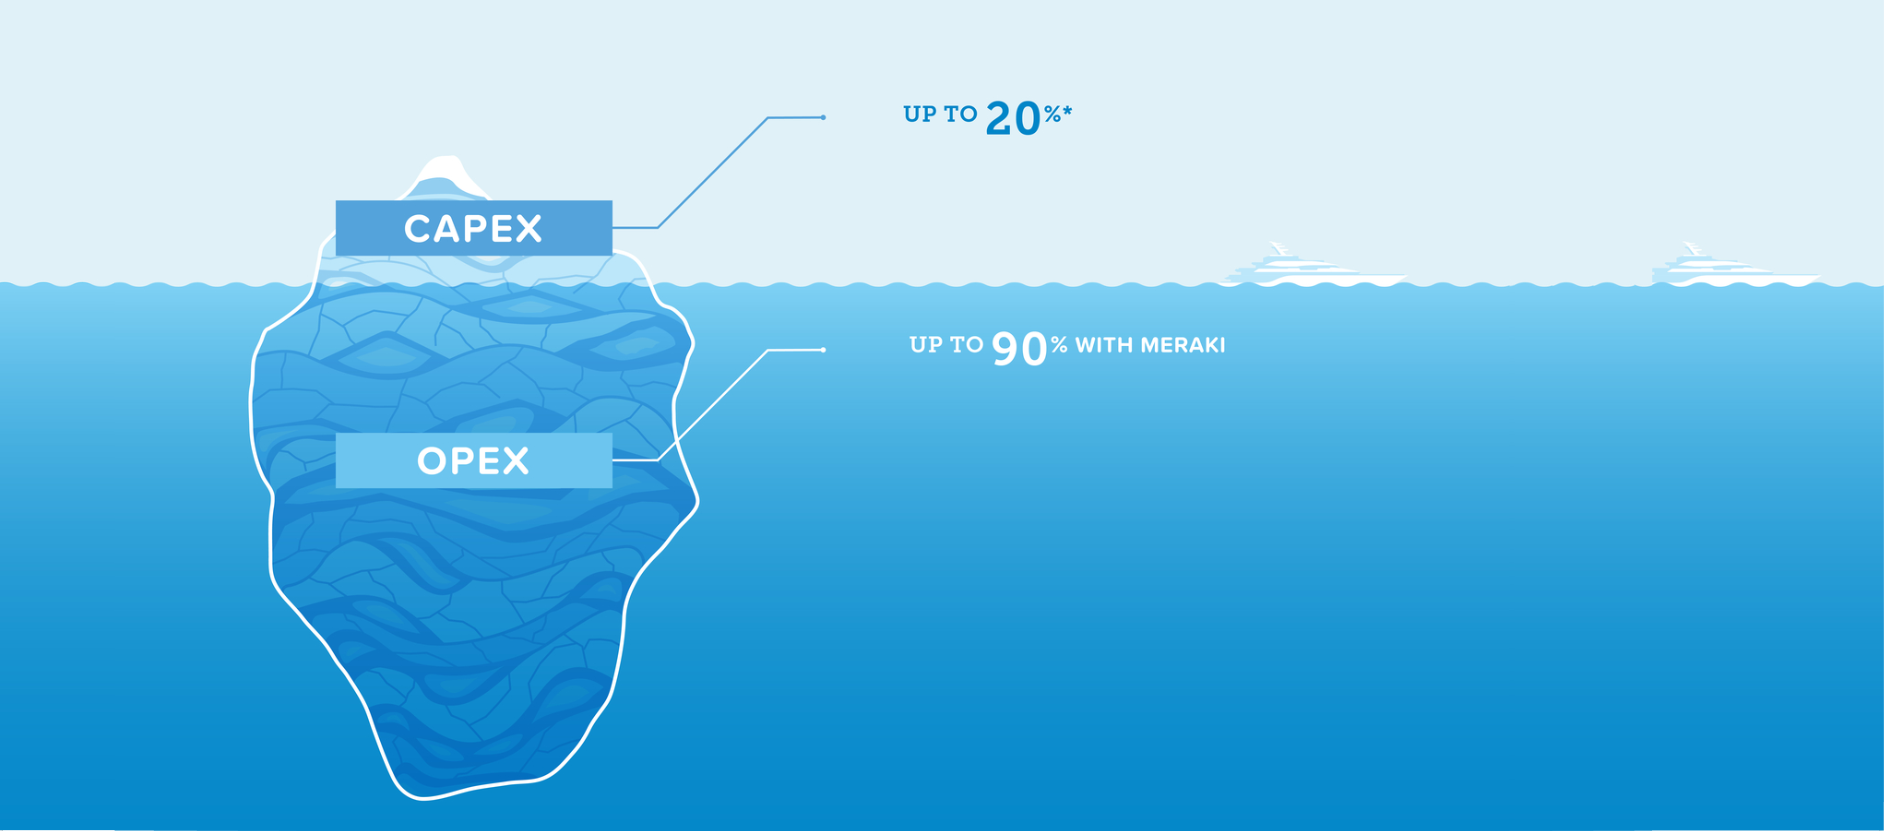 UP TO 20%*
CAPEX
UP TO 90% WITH MERAKI
OPEX